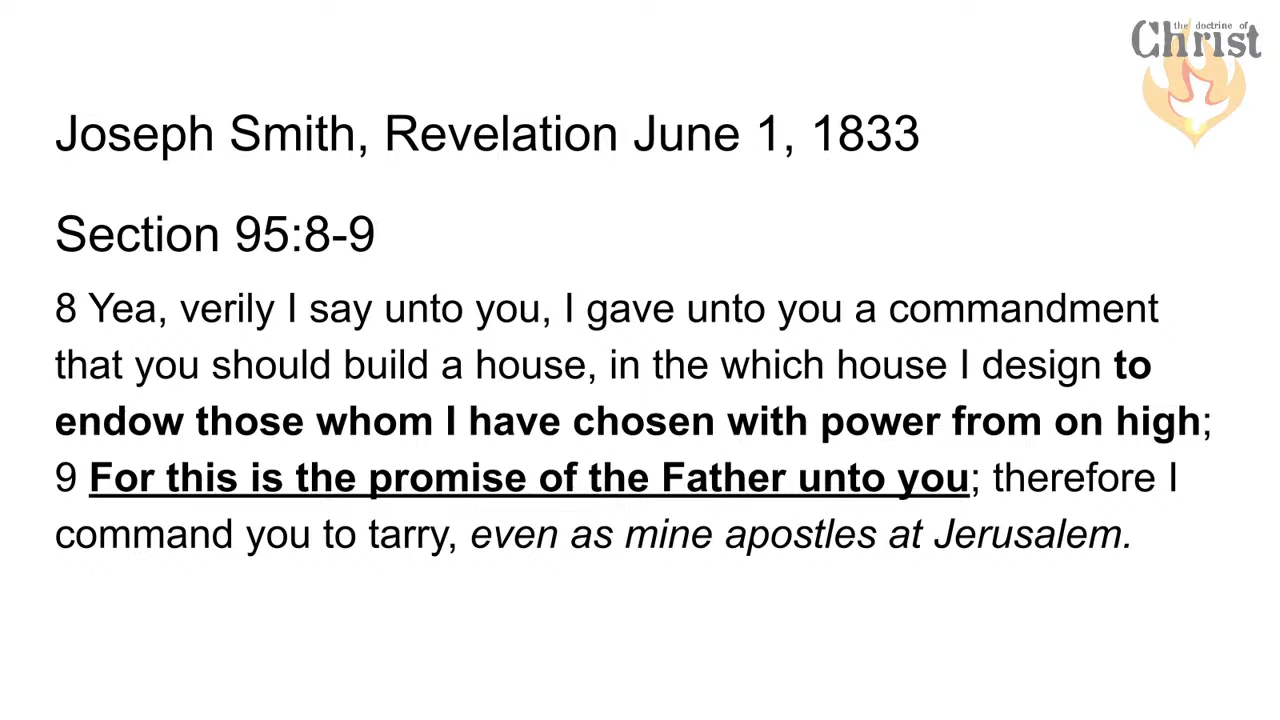 the doctrine of
Christ
Joseph Smith, Revelation June 1, 1833
Section 95:8-9
8 Yea, verily I say unto you, I gave unto you a commandment
that you should build a house, in the which house I design to
endow those whom I have chosen with power from on high;
9 For this is the promise of the Father unto you; therefore I
command you to tarry, even as mine apostles at Jerusalem.